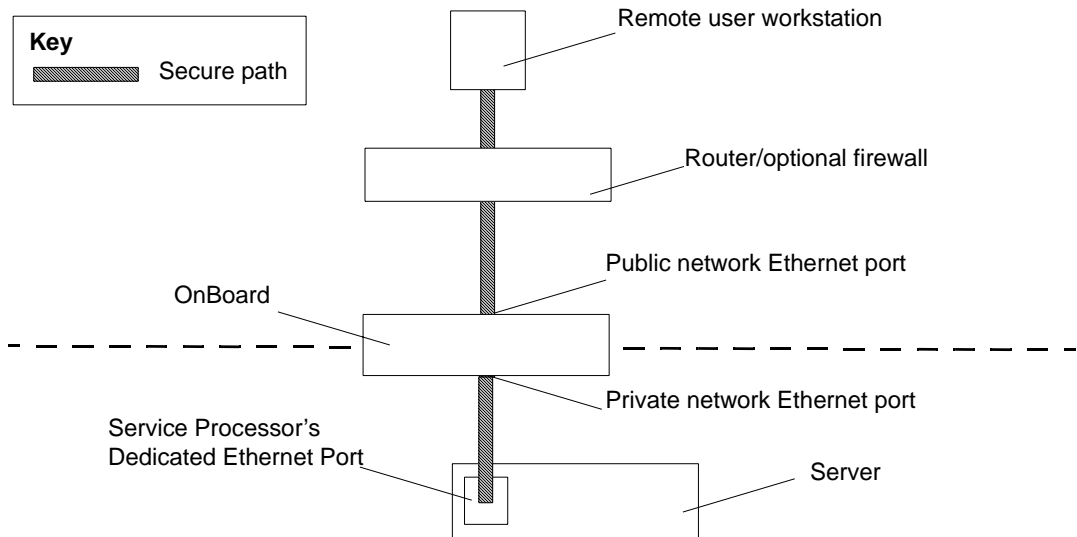 Remote user workstation
Key
Secure path
Router/optional firewall
Public network Ethernet port
OnBoard
Private network Ethernet port
Service Processor's
Dedicated Ethernet Port
Server